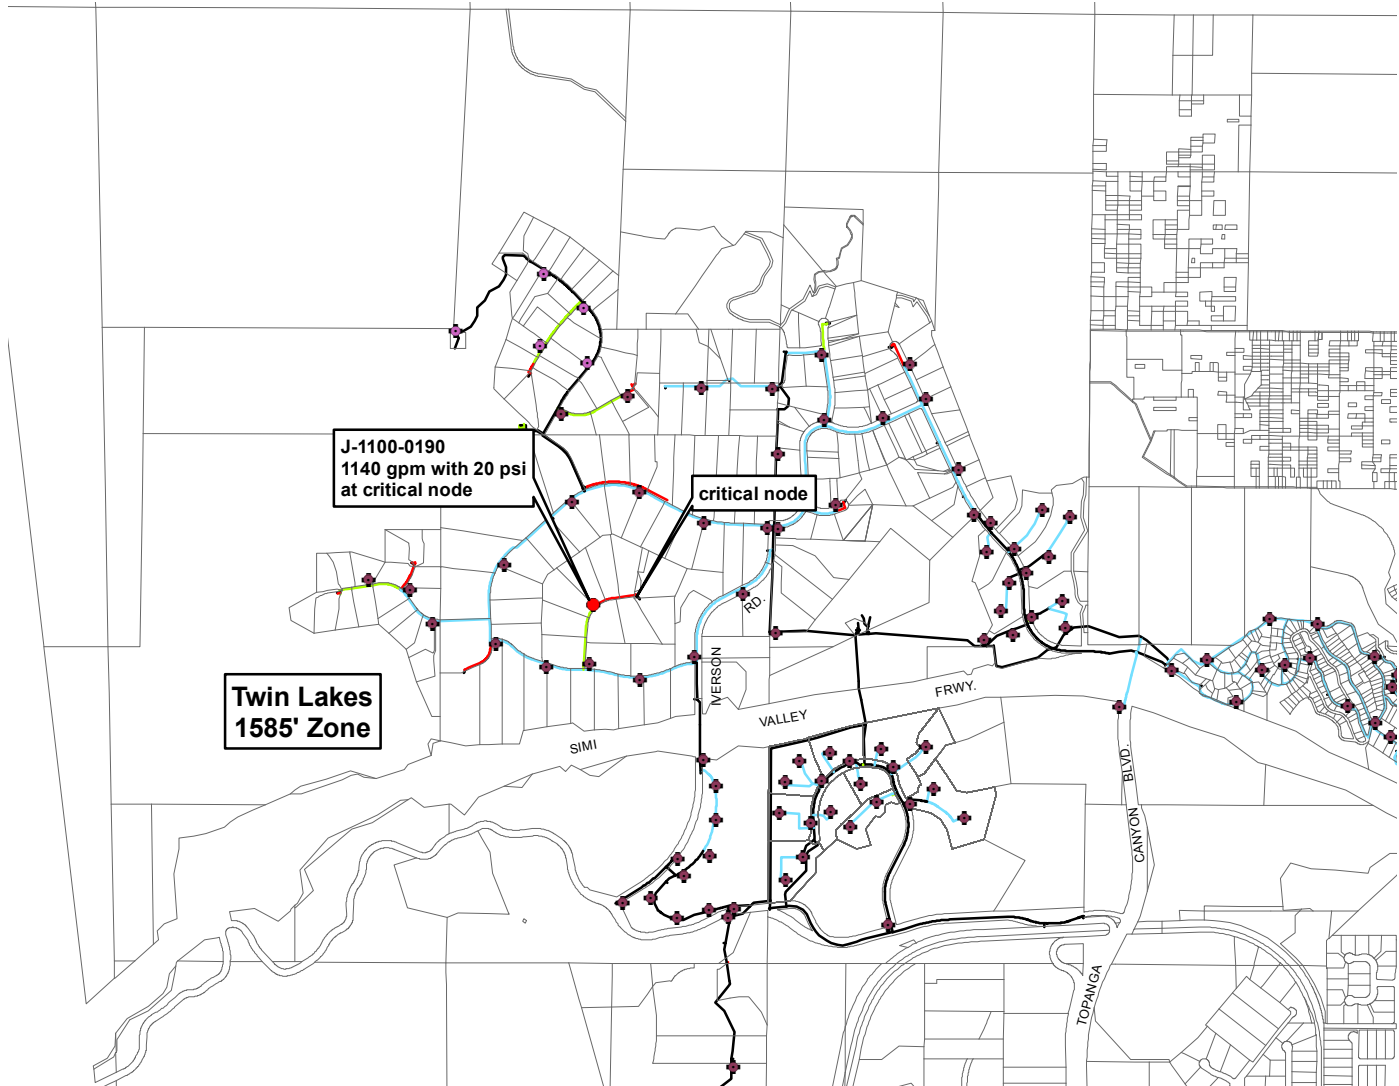 J-1100-0190
1140 gpm with 20 psi
at critical node
critical node
RD.
IVERSON
Twin Lakes
1585' Zone
SIMI
VALLEY
FRWY.
CANYON
BLVD.
TOPANGA